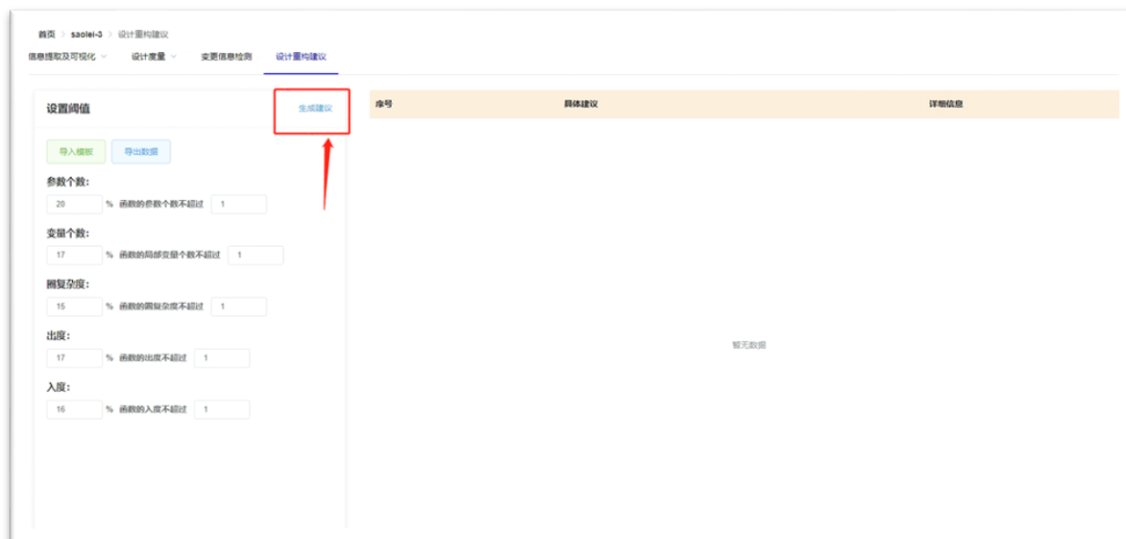 首页 > saolei-3 > 设计重构建议
信息提取及可视化 设计度量 变更信息检测 设计重构建议
设置阈值 生成建议
序号 具体建议 详细信息
导入模板 导出数据
参数个数：
20 % 函数的参数个数不超过 1
变量个数：
17 % 函数的局部变量个数不超过 1
圈复杂度：
15 % 函数的圈复杂度不超过 1
出度：
17 % 函数的出度不超过 1
入度：
16 % 函数的入度不超过 1
暂无数据